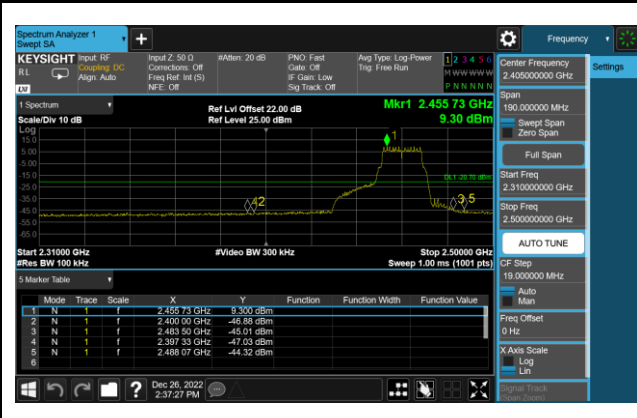 Spectrum Analyzer 1
Swept SA
+
Frequency
KEYSIGHT Input: RF Input Z: 50 Ω #Atten: 20 dB PNO: Fast Avg Type: Log-Power 1 2 3 4 5 6
RL Coupling: DC Corrections: Off Gate: Off Trig: Free Run M W W W W W
Align: Auto Freq Ref: Int (S) IF Gain: Low
LXI NFE: Off Sig Track: Off P N N N N N
Center Frequency
2.405000000 GHz
Settings
1 Spectrum
Ref Lvl Offset 22.00 dB
Mkr1 2.455 73 GHz
Scale/Div 10 dB
Ref Level 25.00 dBm
9.30 dBm
Log
15.0
5.00
-5.00
-15.0
-25.0
-35.0
-45.0
-55.0
-65.0
1
DL1 -20.70 dBm
Start 2.31000 GHz #Video BW 300 kHz Stop 2.50000 GHz
#Res BW 100 kHz Sweep 1.00 ms (1001 pts)
Span
190.000000 MHz
Swept Span
Zero Span
Full Span
Start Freq
2.310000000 GHz
Stop Freq
2.500000000 GHz
AUTO TUNE
CF Step
19.000000 MHz
Auto
Man
Freq Offset
0 Hz
X Axis Scale
Log
Lin
Signal Track
(Span Zoom)
5 Marker Table
Mode Trace Scale X Y Function Function Width Function Value
1 N 1 f 2.455 73 GHz 9.300 dBm
2 N 1 f 2.400 00 GHz -46.88 dBm
3 N 1 f 2.483 50 GHz -45.01 dBm
4 N 1 f 2.397 33 GHz -47.03 dBm
5 N 1 f 2.488 07 GHz -44.32 dBm
6
? Dec 26, 2022
2:37:27 PM